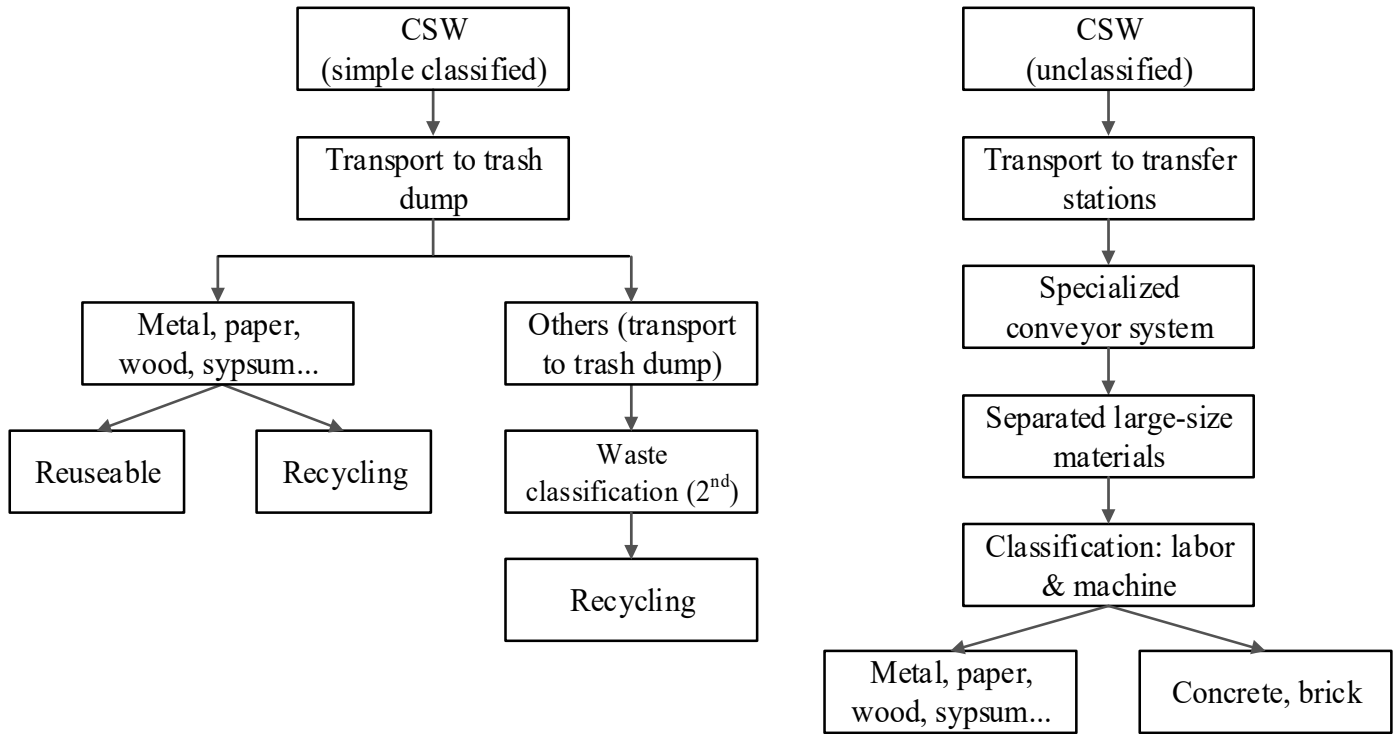 CSW
(simple classified)
Transport to trash
dump
Metal, paper,
wood, sypsum...
Others (transport
to trash dump)
Reuseable
Recycling
Waste
classification (2nd)
Recycling
CSW
(unclassified)
Transport to transfer
stations
Specialized
conveyor system
Separated large-size
materials
Classification: labor
& machine
Metal, paper,
wood, sypsum...
Concrete, brick